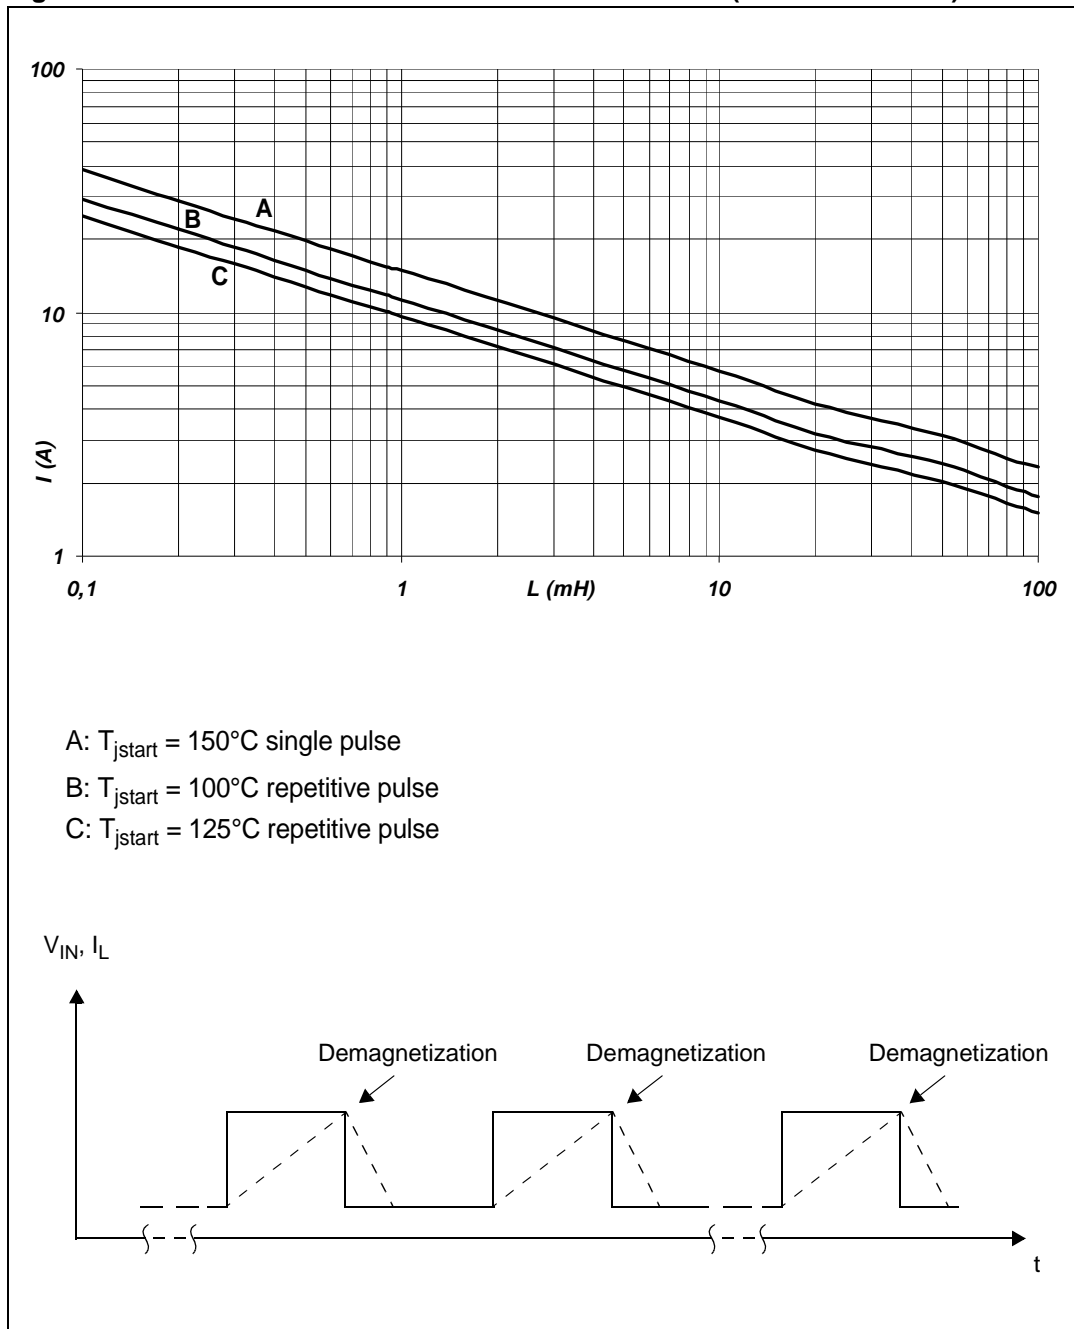 100
A
B
C
10
I (A)
1
0,1
1
L (mH)
10
100
A: Tjstart = 150°C single pulse
B: Tjstart = 100°C repetitive pulse
C: Tjstart = 125°C repetitive pulse
VIN, IL
Demagnetization
Demagnetization
Demagnetization
t